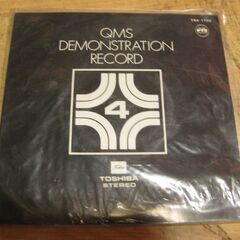 QMS
DEMONSTRATION
RECORD
4
TOSHIBA
STEREO